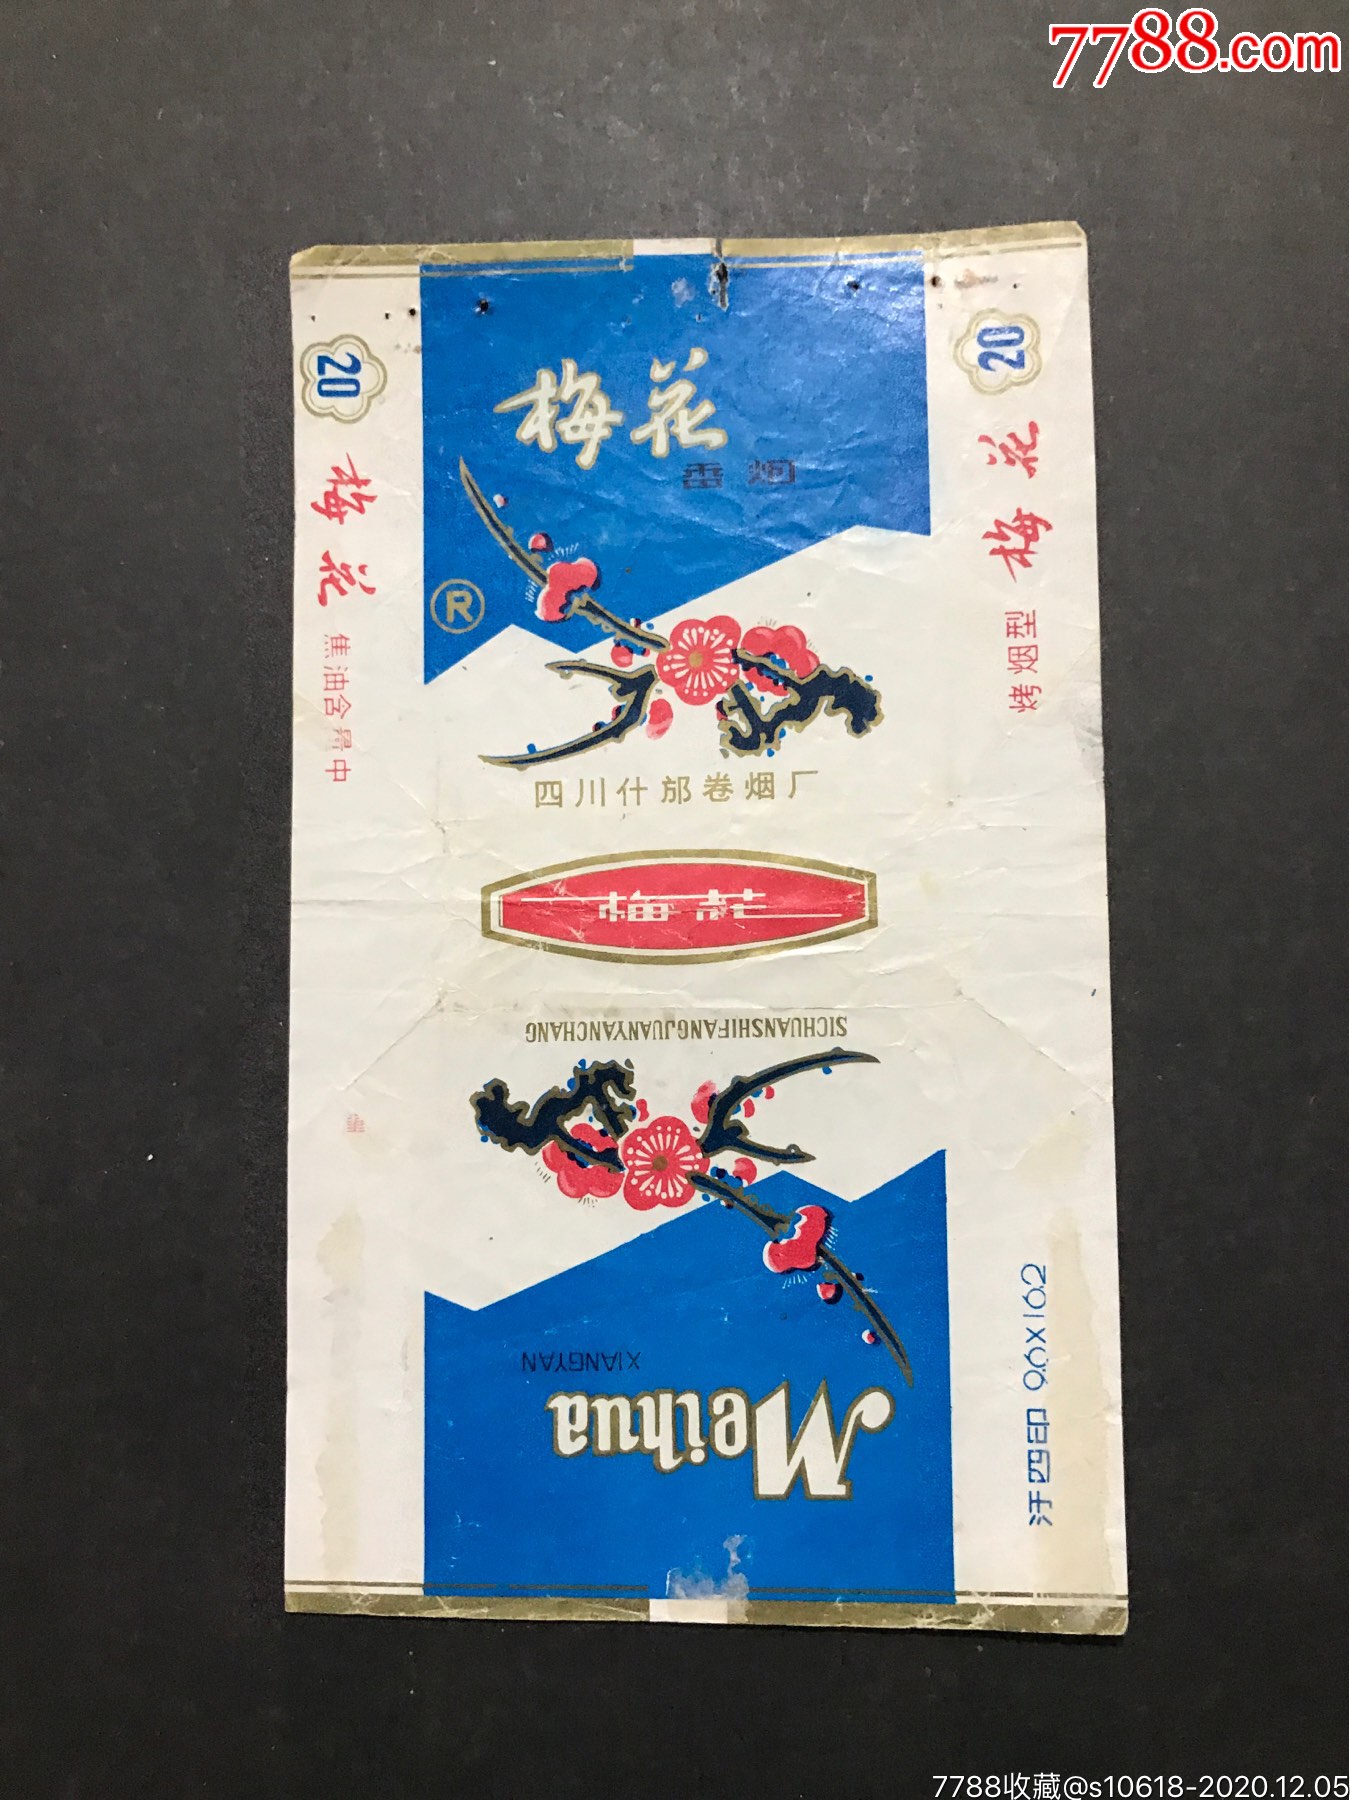 7788.com
20
梅花
焦油含量中
梅花
香烟
R
四川什邡卷烟厂
20
梅花
烤烟型
梅花
SICHUANSHIFANGJUANYANCHANG
Meihua
XIANGYAN
四印 90X102
7788收藏@s10618-2020.12.05